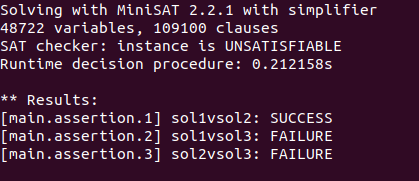 Solving with MiniSAT 2.2.1 with simplifier
48722 variables, 109100 clauses
SAT checker: instance is UNSATISFIABLE
Runtime decision procedure: 0.212158s

** Results:
[main.assertion.1] sol1vsol2: SUCCESS
[main.assertion.2] sol1vsol3: FAILURE
[main.assertion.3] sol2vsol3: FAILURE